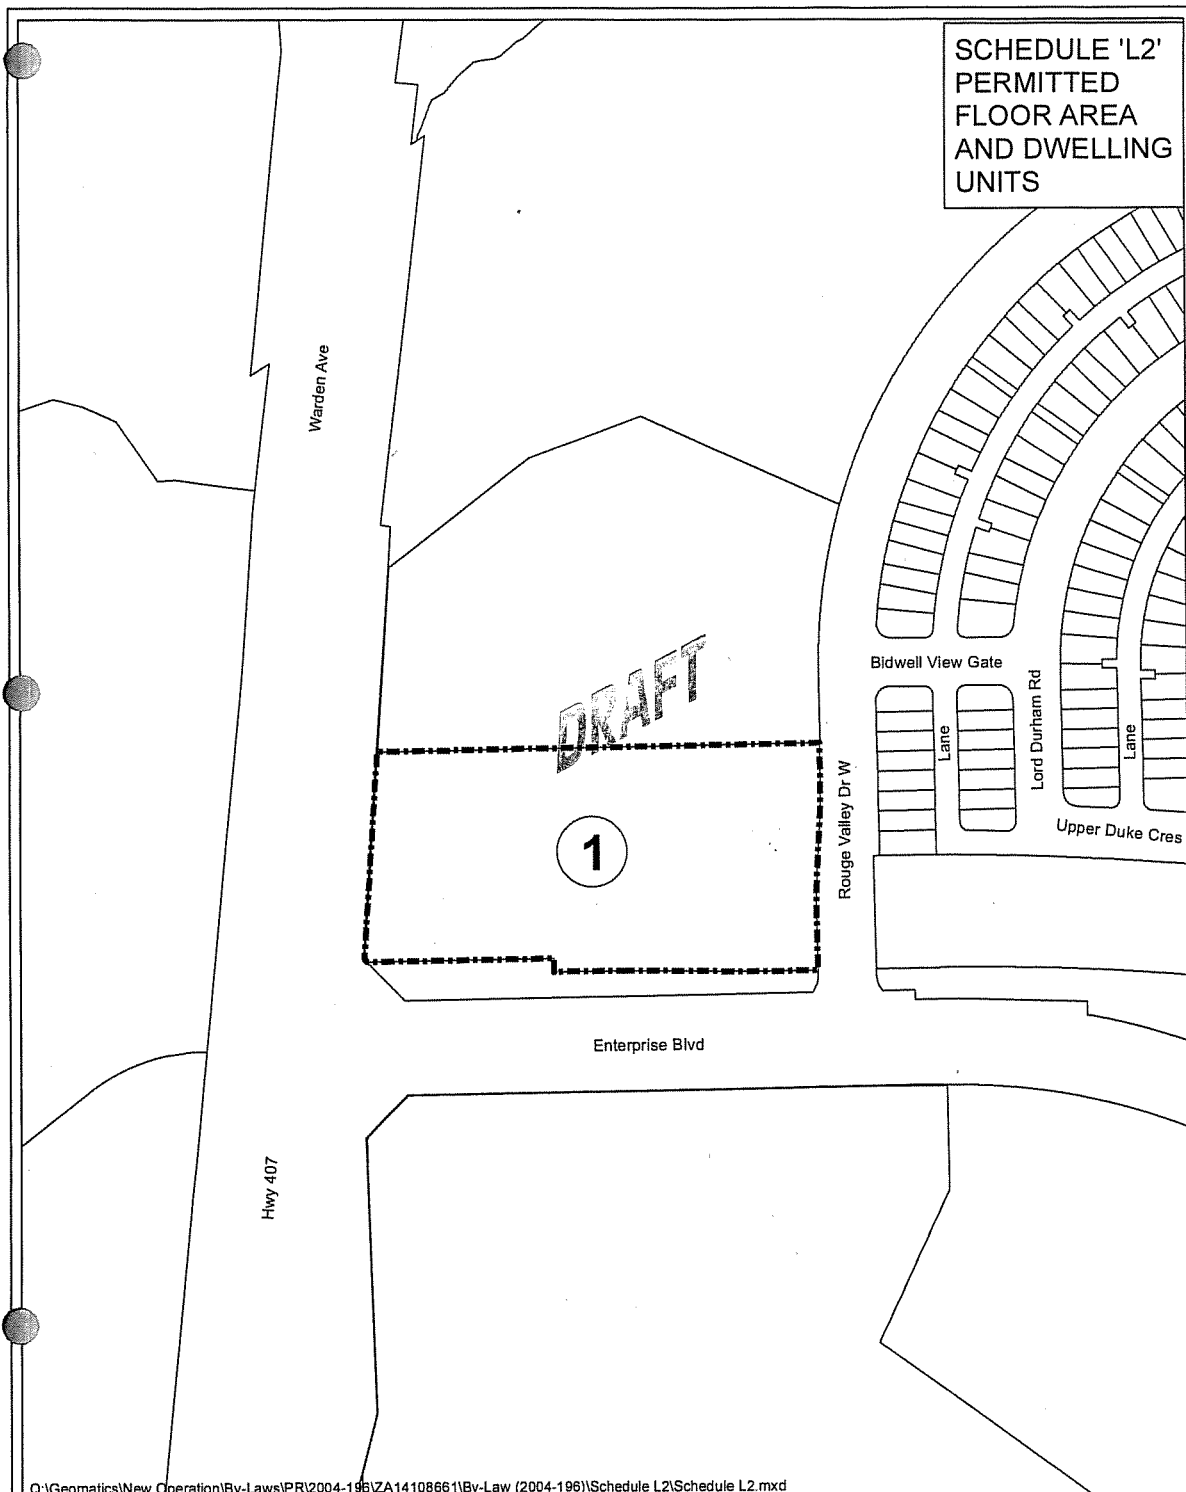 SCHEDULE 'L2'
PERMITTED
FLOOR AREA
AND DWELLING
UNITS
Warden Ave
DRAFT
Bidwell View Gate
Lane
Lord Durham Rd
Lane
Rouge Valley Dr W
Upper Duke Cres
1
Enterprise Blvd
Hwy 407
Q:\Geomatics\New Operation\By-Laws\PR\2004-196\ZA14108661\By-Law (2004-196)\Schedule L2\Schedule L2.mxd